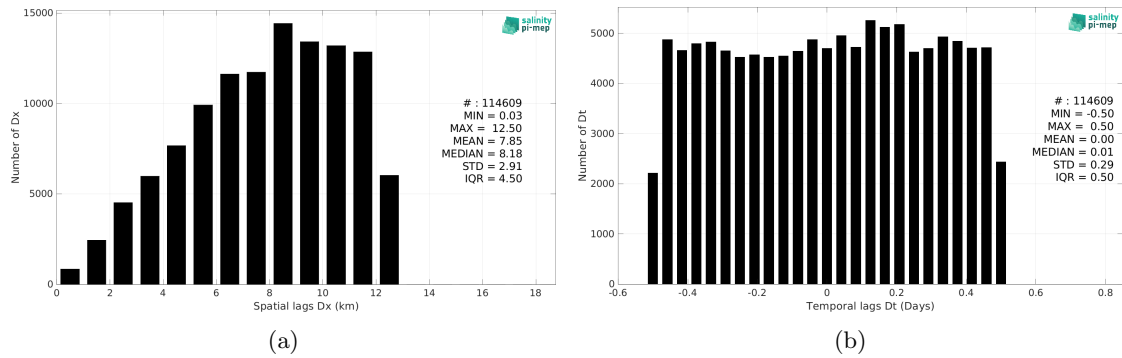 15000
10000
5000
0
Number of Dx
0 2 4 6 8 10 12 14 16 18
Spatial lags Dx (km)
salinity
pi-mep
# : 114609
MIN = 0.03
MAX = 12.50
MEAN = 7.85
MEDIAN = 8.18
STD = 2.91
IQR = 4.50
(a)
5000
4000
3000
2000
1000
0
Number of Dt
-0.6 -0.4 -0.2 0 0.2 0.4 0.6 0.8
Temporal lags Dt (Days)
salinity
pi-mep
# : 114609
MIN = -0.50
MAX = 0.50
MEAN = 0.00
MEDIAN = 0.01
STD = 0.29
IQR = 0.50
(b)